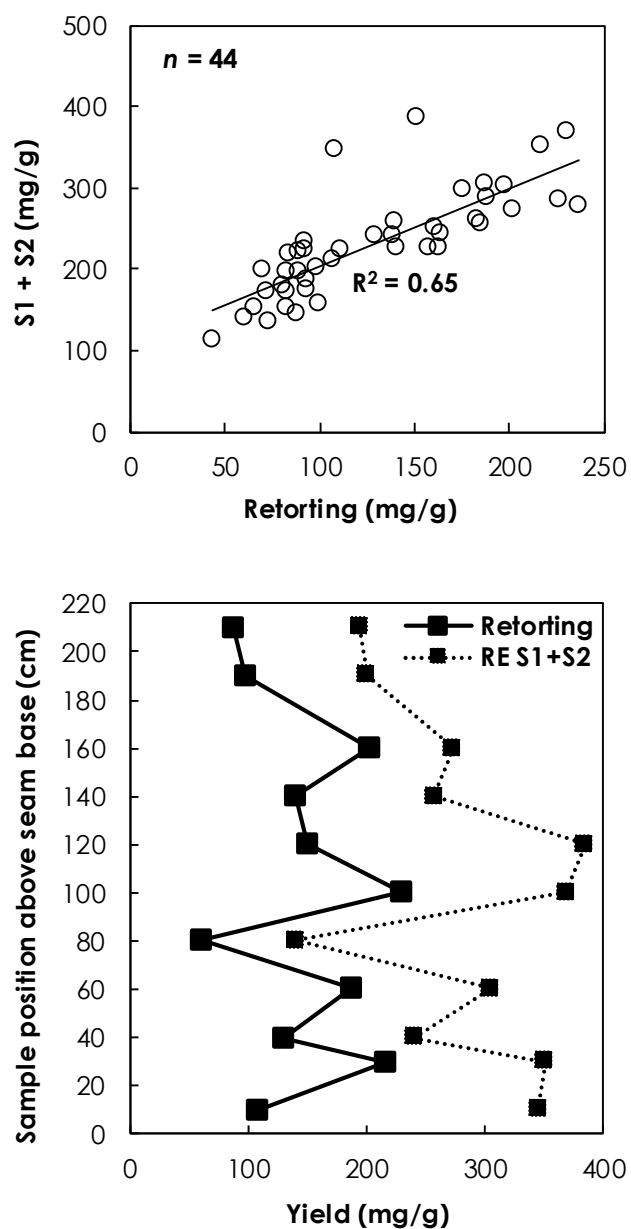 500
n = 44
400
300
200
R² = 0.65
100
0
0 50 100 150 200 250
S1 + S2 (mg/g)
Retorting (mg/g)
220
Retorting
200
RE S1+S2
180
160
140
120
100
80
60
40
20
0
0 100 200 300 400
Sample position above seam base (cm)
Yield (mg/g)